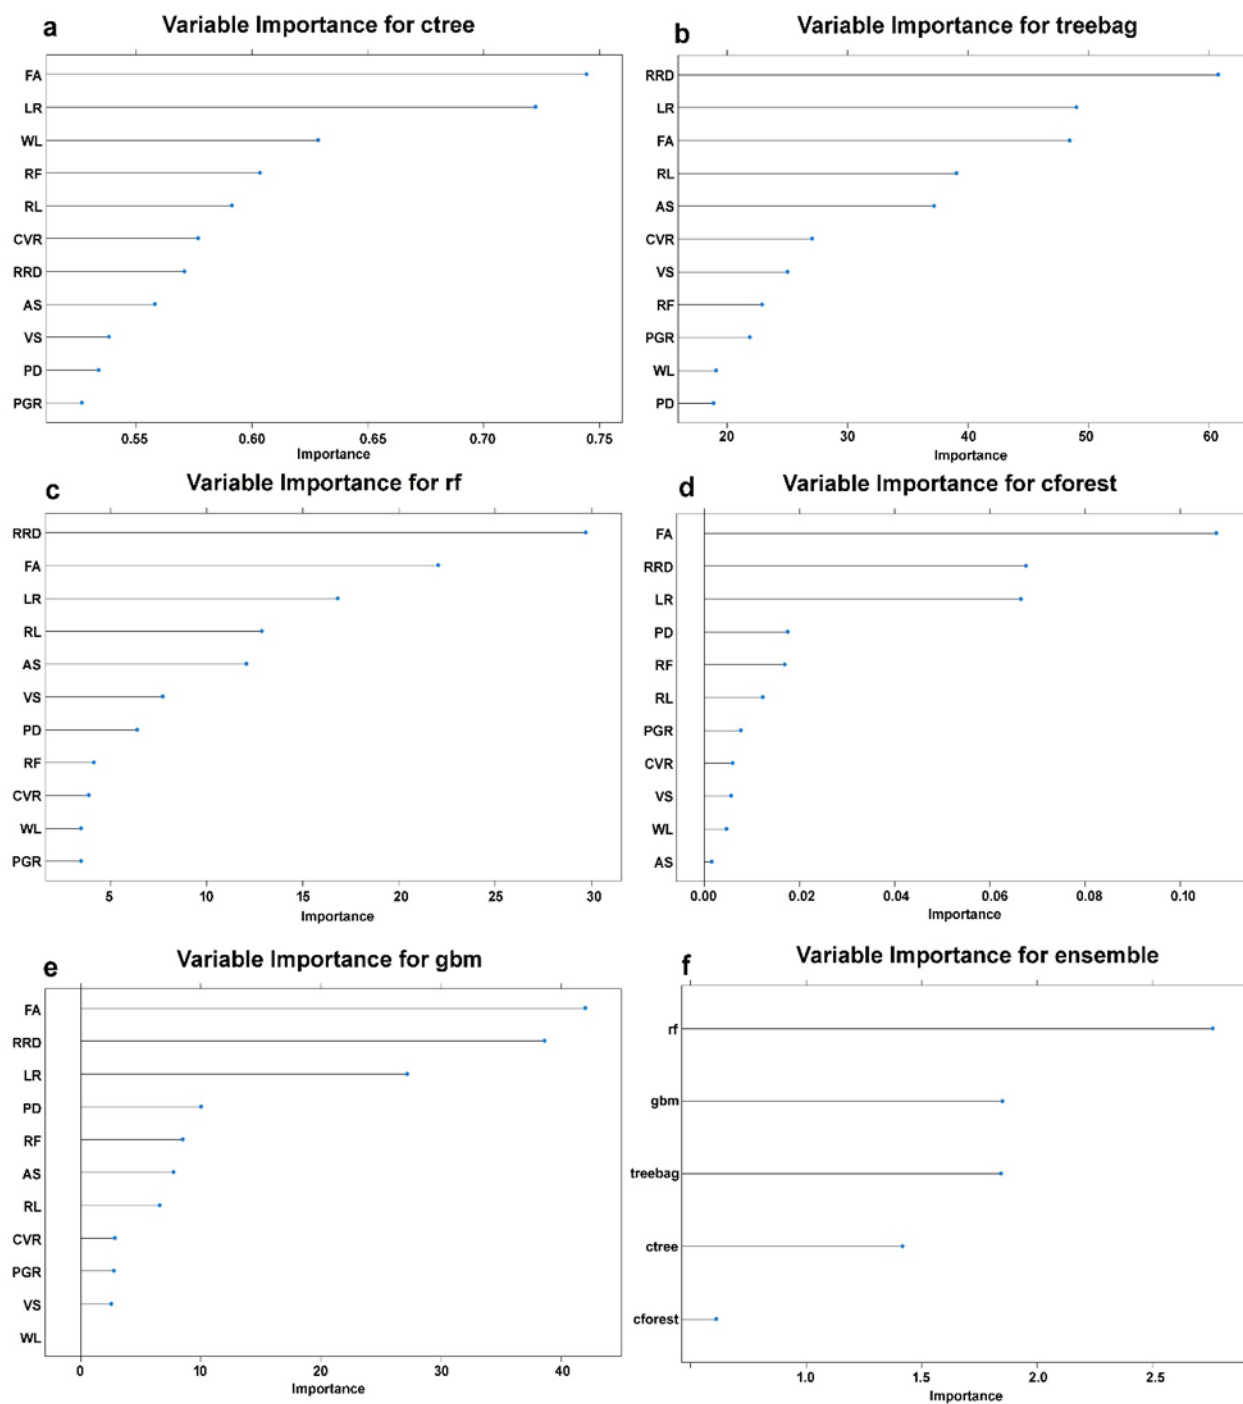 a
Variable Importance for ctree
FA
LR
WL
RF
RL
CVR
RRD
AS
VS
PD
PGR
0.55 0.60 0.65 0.70 0.75
Importance
b
Variable Importance for treebag
RRD
LR
FA
RL
AS
CVR
VS
RF
PGR
WL
PD
20 30 40 50 60
Importance
c
Variable Importance for rf
RRD
FA
LR
RL
AS
VS
PD
RF
CVR
WL
PGR
5 10 15 20 25 30
Importance
d
Variable Importance for cforest
FA
RRD
LR
PD
RF
RL
PGR
CVR
VS
WL
AS
0.00 0.02 0.04 0.06 0.08 0.10
Importance
e
Variable Importance for gbm
FA
RRD
LR
PD
RF
AS
RL
CVR
PGR
VS
WL
0 10 20 30 40
Importance
f
Variable Importance for ensemble
rf
gbm
treebag
ctree
cforest
1.0 1.5 2.0 2.5
Importance